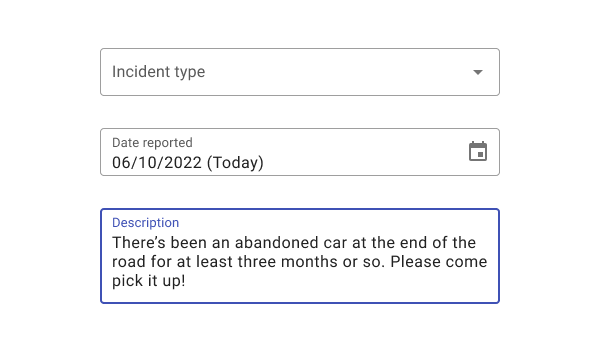 Incident type
Date reported
06/10/2022 (Today)
Description
There’s been an abandoned car at the end of the
road for at least three months or so. Please come
pick it up!